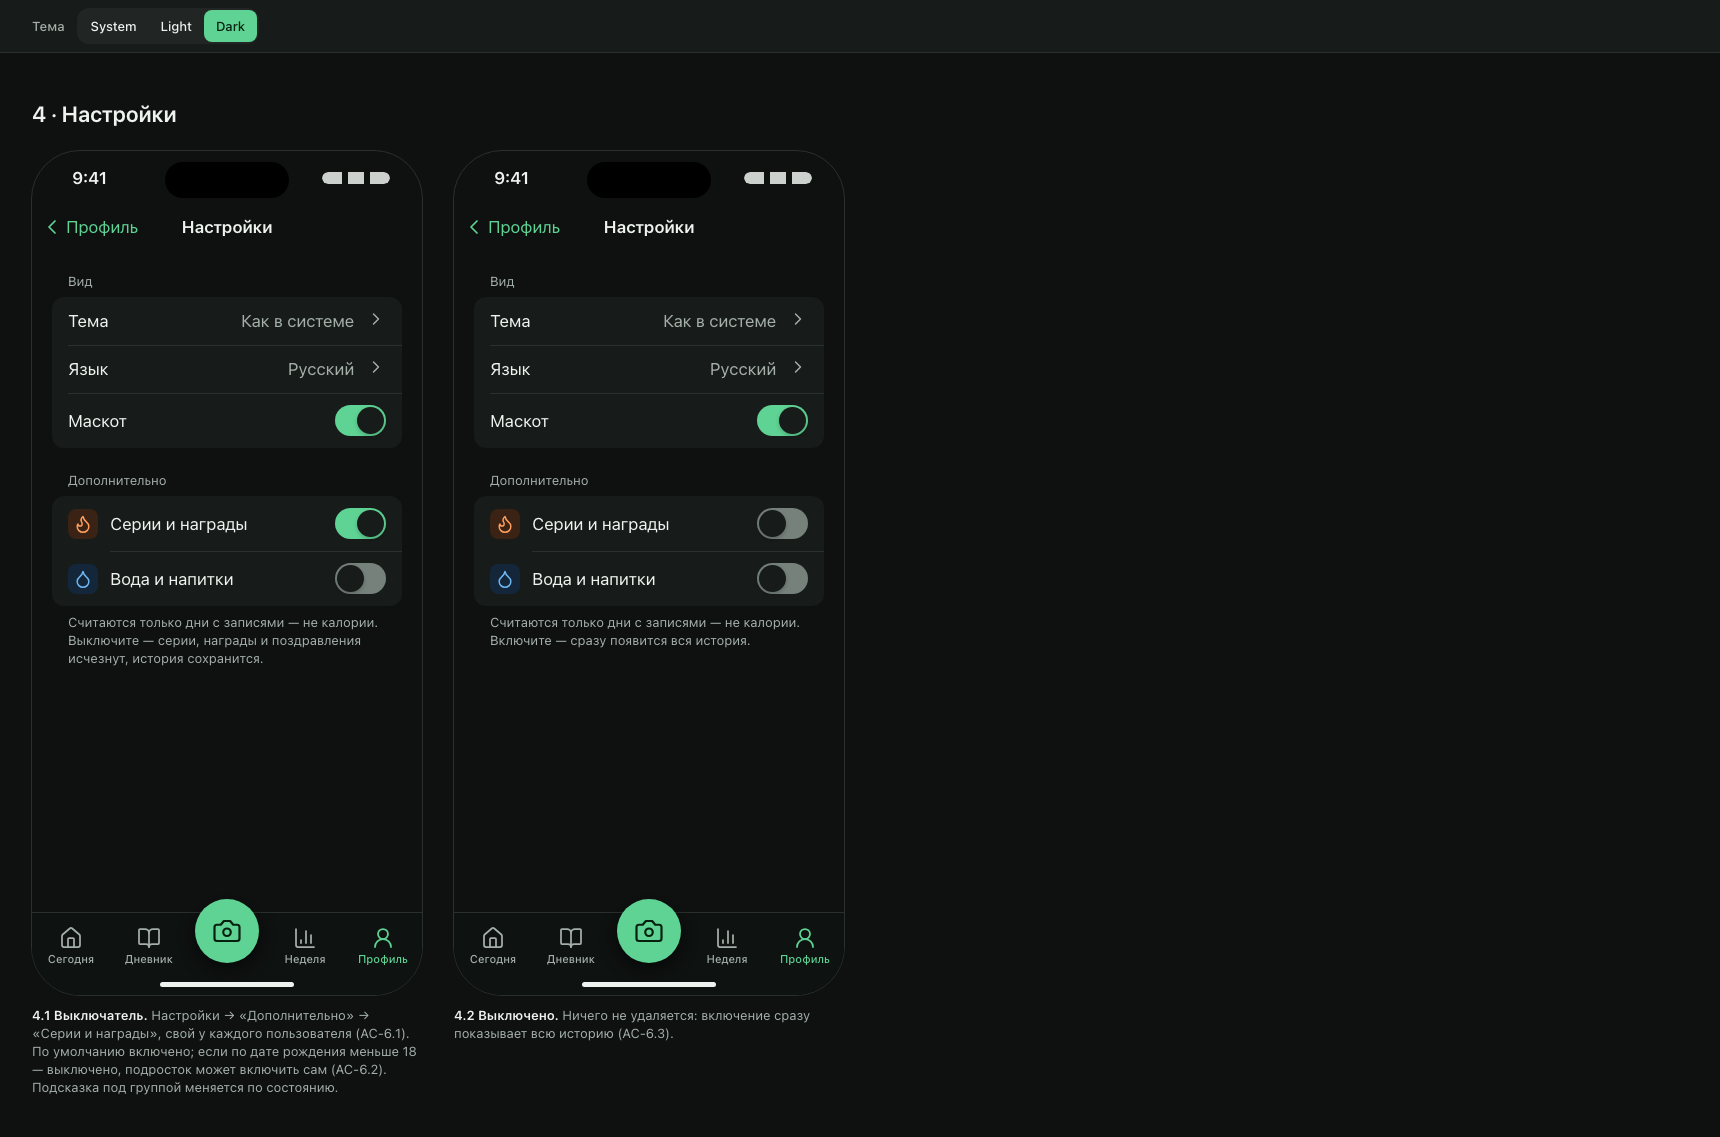 Тема System Light Dark
4 · Настройки
9:41
Профиль Настройки
Вид
Тема Как в системе
Язык Русский
Маскот
Дополнительно
Серии и награды
Вода и напитки
Считаются только дни с записями — не калории.
Выключите — серии, награды и поздравления
исчезнут, история сохранится.
Сегодня Дневник Неделя Профиль
4.1 Выключатель. Настройки → «Дополнительно» →
«Серии и награды», свой у каждого пользователя (AC-6.1).
По умолчанию включено; если по дате рождения меньше 18
— выключено, подросток может включить сам (AC-6.2).
Подсказка под группой меняется по состоянию.
9:41
Профиль Настройки
Вид
Тема Как в системе
Язык Русский
Маскот
Дополнительно
Серии и награды
Вода и напитки
Считаются только дни с записями — не калории.
Включите — сразу появится вся история.
Сегодня Дневник Неделя Профиль
4.2 Выключено. Ничего не удаляется: включение сразу
показывает всю историю (AC-6.3).